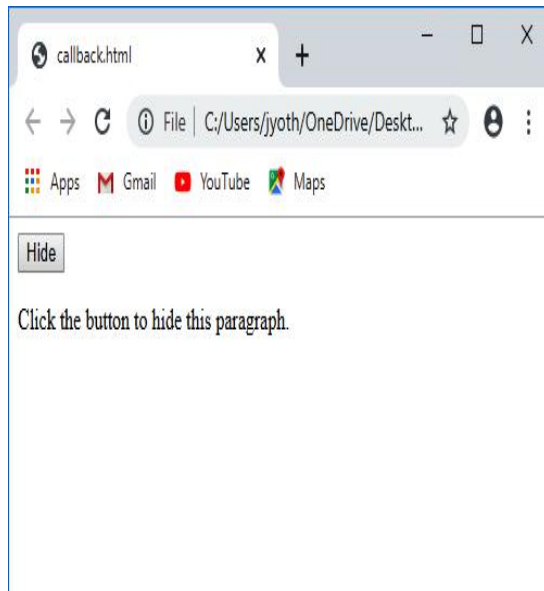 callback.html
File | C:/Users/jyoth/OneDrive/Deskt...
Apps Gmail YouTube Maps
Hide
Click the button to hide this paragraph.